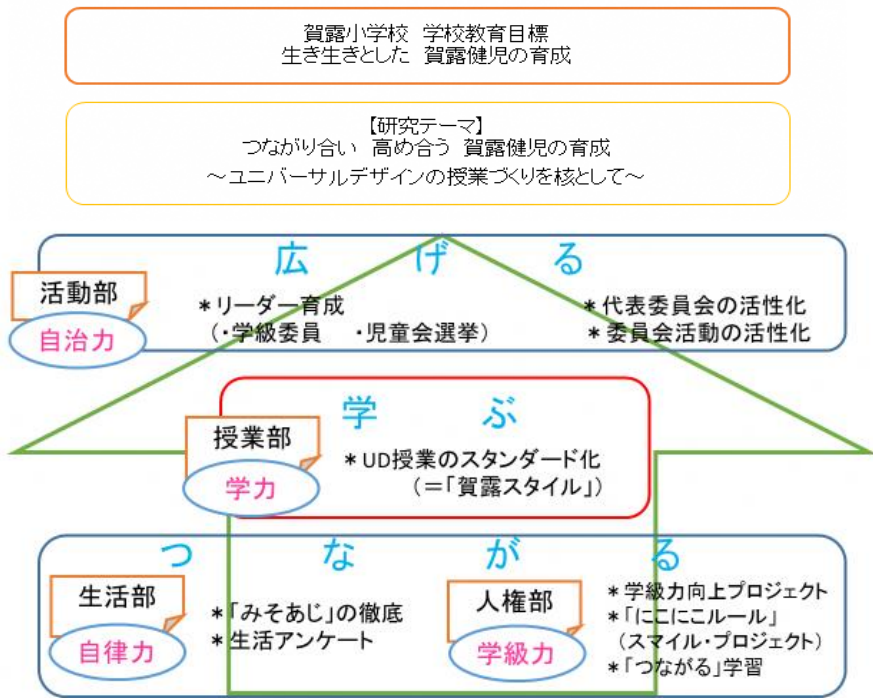 賀露小学校 学校教育目標
生き生きとした 賀露健児の育成
【研究テーマ】
つながり合い 高め合う 賀露健児の育成
～ユニバーサルデザインの授業づくりを核として～
広げる
活動部
自治力
＊リーダー育成
(・学級委員 ・児童会選挙)
＊代表委員会の活性化
＊委員会活動の活性化
学ぶ
授業部
学力
＊UD授業のスタンダード化
(＝「賀露スタイル」)
つながる
生活部
自律力
＊「みそあじ」の徹底
＊生活アンケート
人権部
学級力
＊学級力向上プロジェクト
＊「にこにこルール」
(スマイル・プロジェクト)
＊「つながる」学習